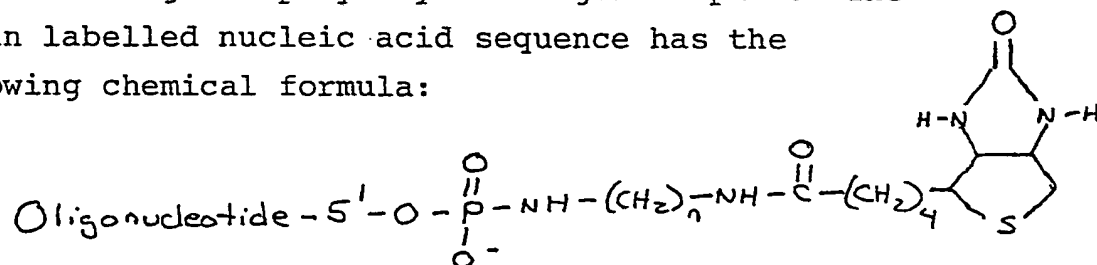 in labelled nucleic acid sequence has the
owing chemical formula:
O
H-N N-H
O O
Oligonucleotide-5'-O-P-NH-(CH2)n-NH-C-(CH2)4
O- S